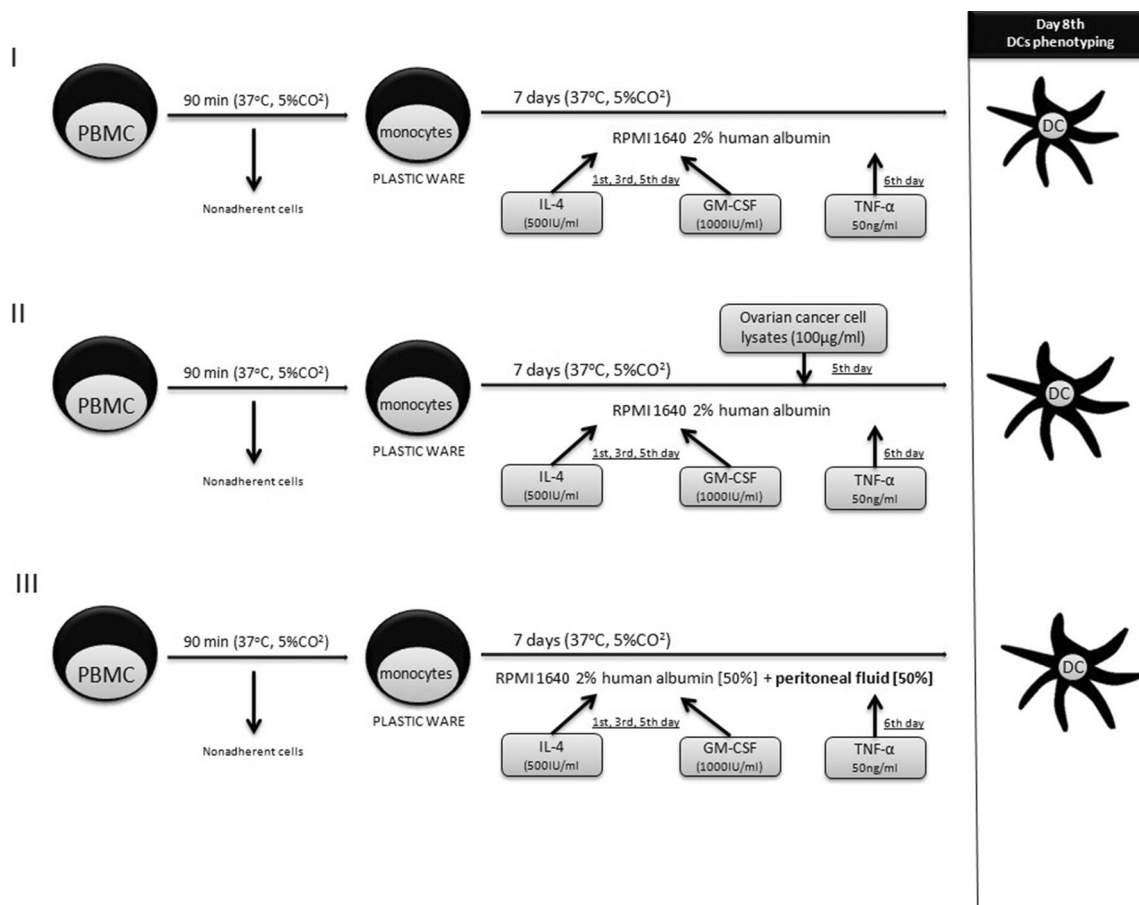 Day 8th
DCs phenotyping
I
PBMC
90 min (37°C, 5%CO²)
Nonadherent cells
monocytes
PLASTIC WARE
7 days (37°C, 5%CO²)
RPMI 1640 2% human albumin
1st, 3rd, 5th day
6th day
IL-4
(500IU/ml
GM-CSF
(1000IU/ml)
TNF-α
50ng/ml
DC
II
PBMC
90 min (37°C, 5%CO²)
Nonadherent cells
monocytes
PLASTIC WARE
Ovarian cancer cell
lysates (100µg/ml)
5th day
7 days (37°C, 5%CO²)
RPMI 1640 2% human albumin
1st, 3rd, 5th day
6th day
IL-4
(500IU/ml
GM-CSF
(1000IU/ml)
TNF-α
50ng/ml
DC
III
PBMC
90 min (37°C, 5%CO²)
Nonadherent cells
monocytes
PLASTIC WARE
7 days (37°C, 5%CO²)
RPMI 1640 2% human albumin [50%] + peritoneal fluid [50%]
1st, 3rd, 5th day
6th day
IL-4
(500IU/ml
GM-CSF
(1000IU/ml)
TNF-α
50ng/ml
DC